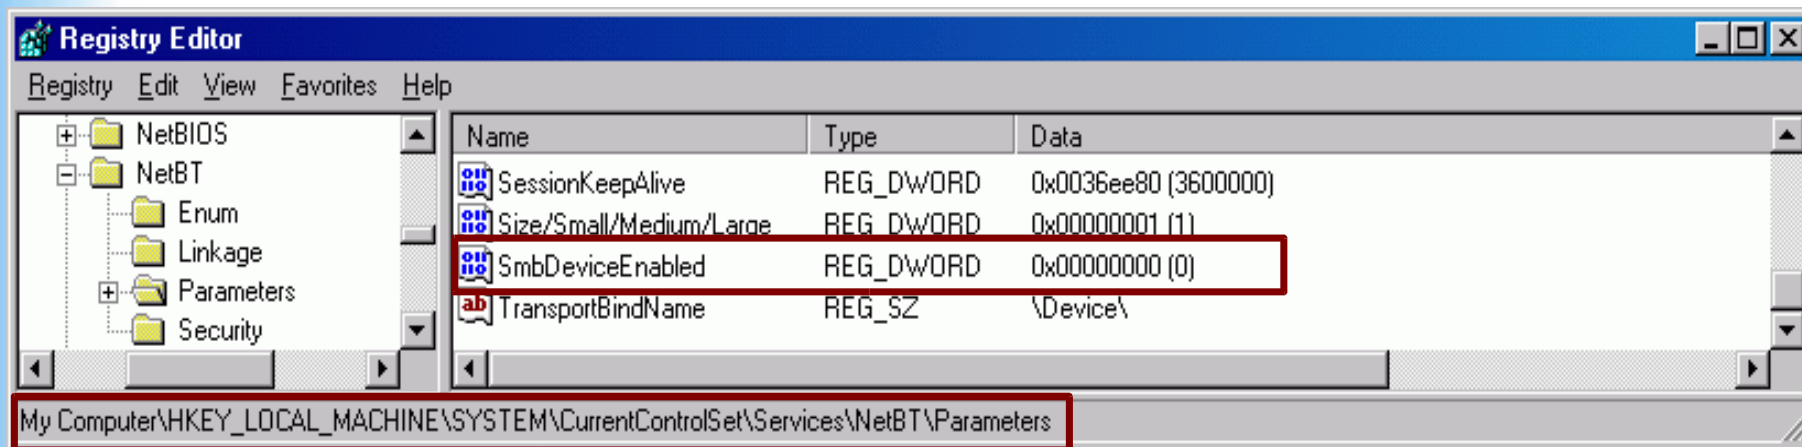 Registry Editor
Registry Edit View Favorites Help
NetBIOS
NetBT
Enum
Linkage
Parameters
Security
Name Type Data
SessionKeepAlive REG_DWORD 0x0036ee80 (3600000)
Size/Small/Medium/Large REG_DWORD 0x00000001 (1)
SmbDeviceEnabled REG_DWORD 0x00000000 (0)
TransportBindName REG_SZ \Device\
My Computer\HKEY_LOCAL_MACHINE\SYSTEM\CurrentControlSet\Services\NetBT\Parameters